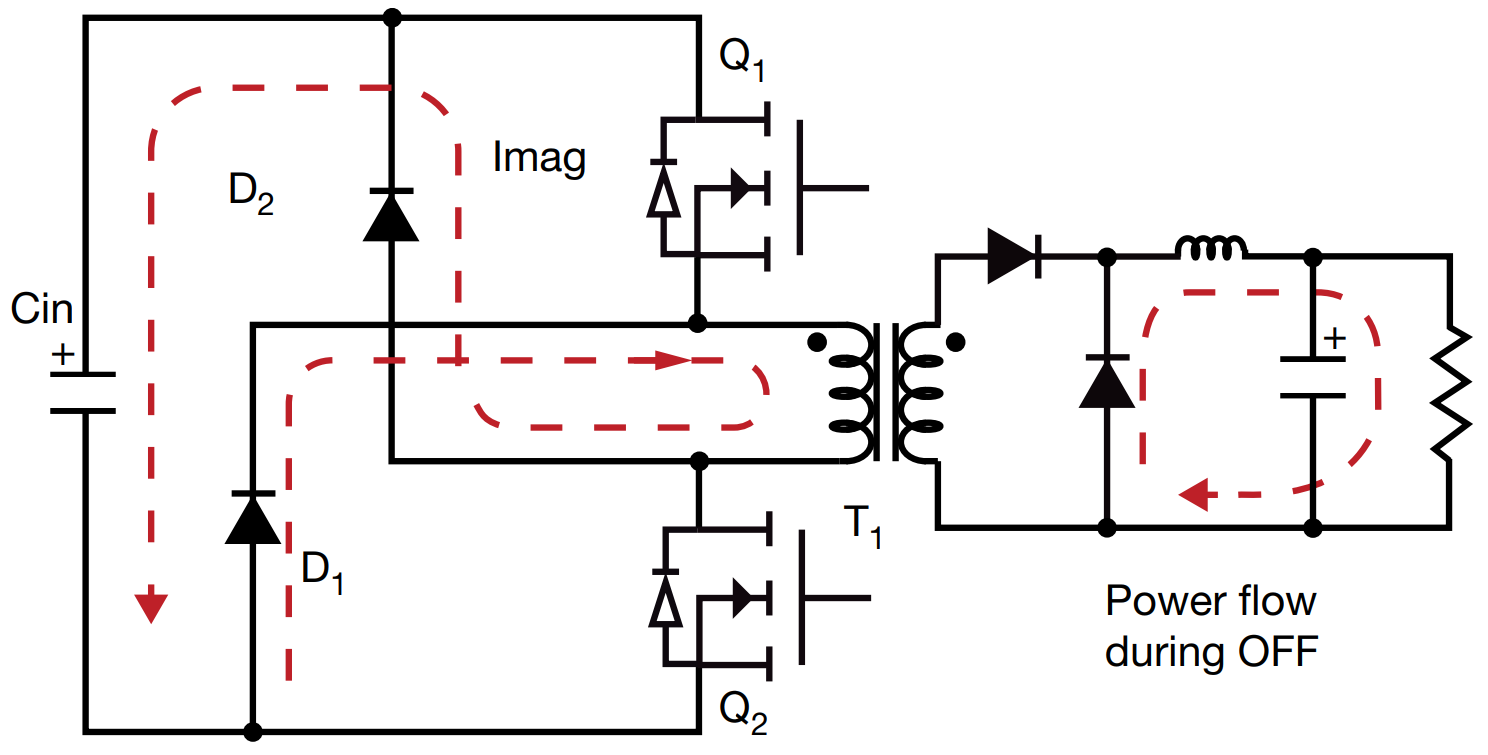 Q1
Imag
D2
Cin
+
+
D1
T1
Power flow
during OFF
Q2